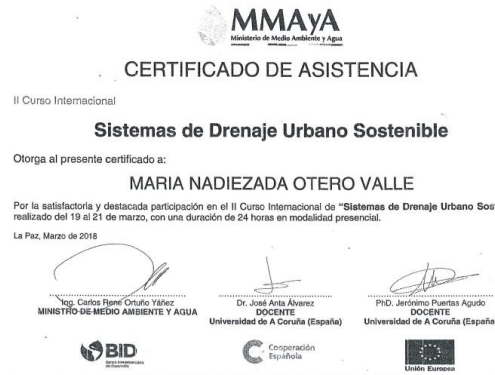 MMAyA
Ministerio de Medio Ambiente y Agua
CERTIFICADO DE ASISTENCIA
II Curso Internacional
Sistemas de Drenaje Urbano Sostenible
Otorga al presente certificado a:
MARIA NADIEZADA OTERO VALLE
Por la satisfactoria y destacada participación en el II Curso Internacional de "Sistemas de Drenaje Urbano Sos
realizado del 19 al 21 de marzo, con una duración de 24 horas en modalidad presencial.
La Paz, Marzo de 2018
Ing. Carlos René Ortuño Yáñez
MINISTRO DE MEDIO AMBIENTE Y AGUA
Dr. José Anta Álvarez
DOCENTE
Universidad de A Coruña (España)
PhD. Jerónimo Puertas Agudo
DOCENTE
Universidad de A Coruña (España
BID
Banco Interamericano
de Desarrollo
Cooperación
Española
Unión Europea